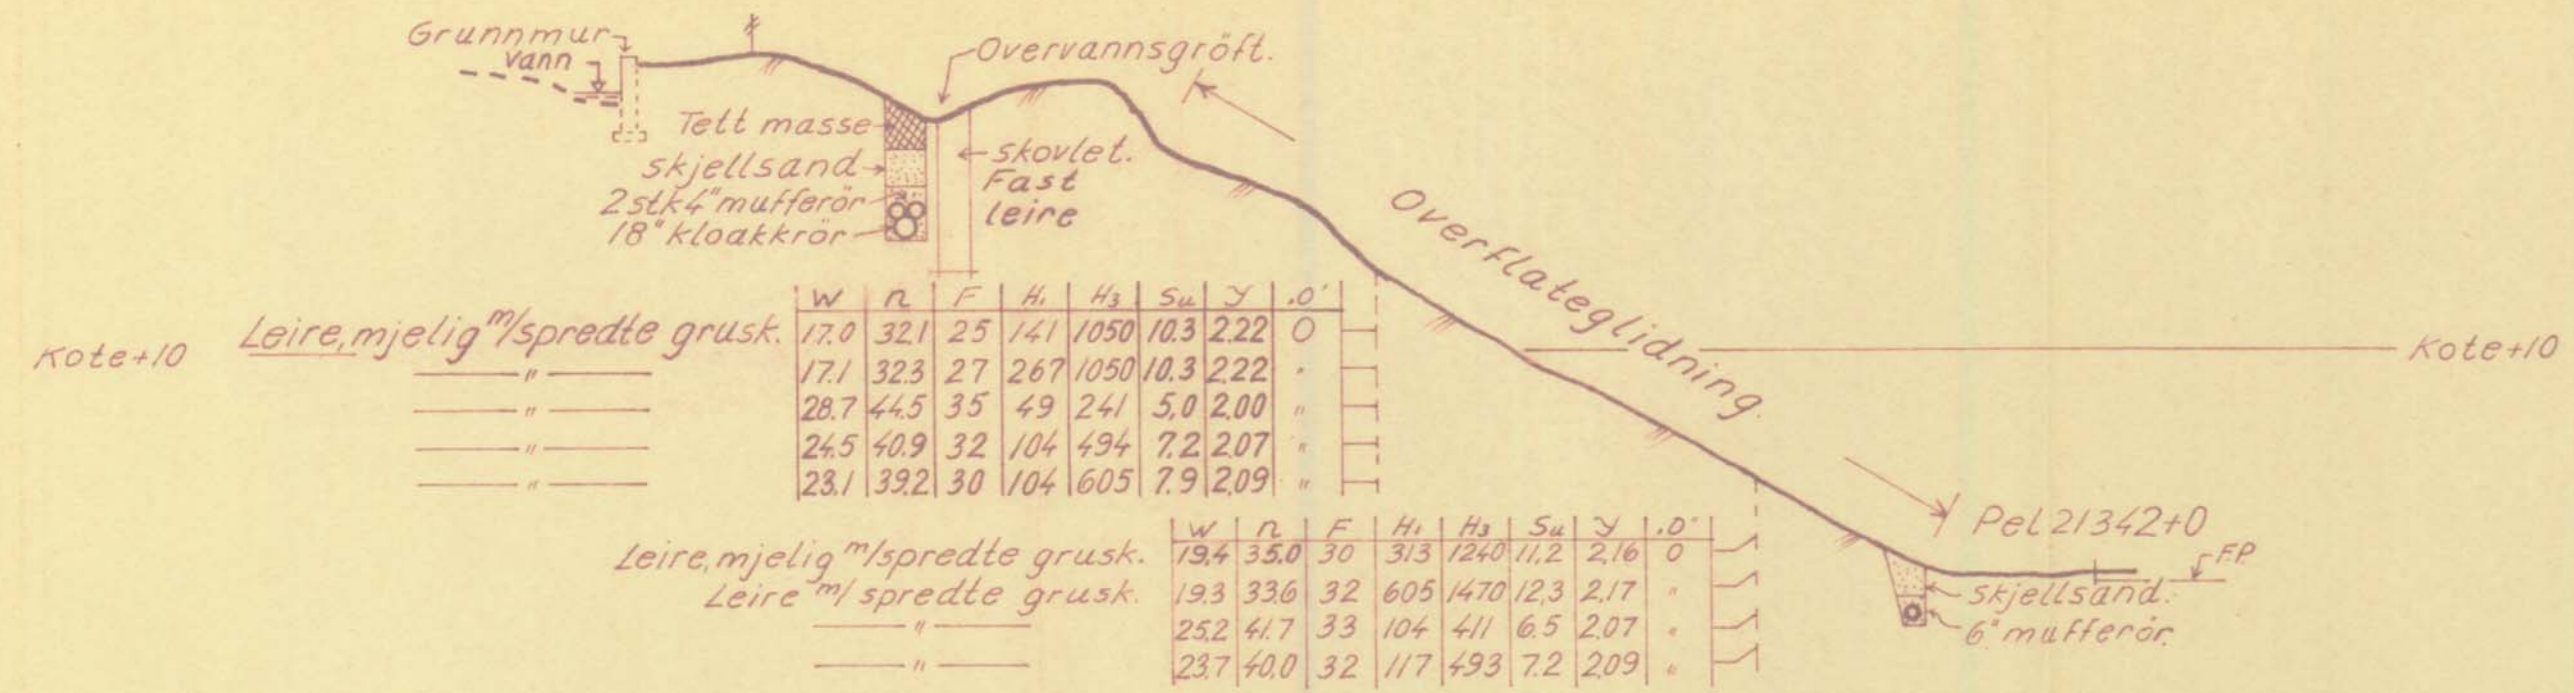 Grunnmur
vann
Overvannsgröft.
Tett masse
skjellsand
2 stk 4" mufferör
18" kloakkrör
skovlet.
Fast
leire
Overflateglidning.
W n F H₁ H₃ Su γ .O'
Leire, mjelig m/spredte grusk. 17.0 32.1 25 141 1050 10.3 2.22 O
— " — 17.1 32.3 27 267 1050 10.3 2.22 "
— " — 28.7 44.5 35 49 241 5,0 2.00 "
— " — 24.5 40.9 32 104 494 7.2 2.07 "
— " — 23.1 39.2 30 104 605 7.9 2.09 "
Kote+10
Kote+10
W n F H₁ H₃ Su γ .O'
Leire, mjelig m/spredte grusk. 19.4 35.0 30 313 1240 11.2 2.16 O
Leire m/ spredte grusk. 19.3 33.6 32 605 1470 12.3 2.17 "
— " — 25.2 41.7 33 104 411 6.5 2.07 "
— " — 23.7 40.0 32 117 493 7.2 2.09 "
Pel 21342+0
F.P.
skjellsand.
6" mufferör.